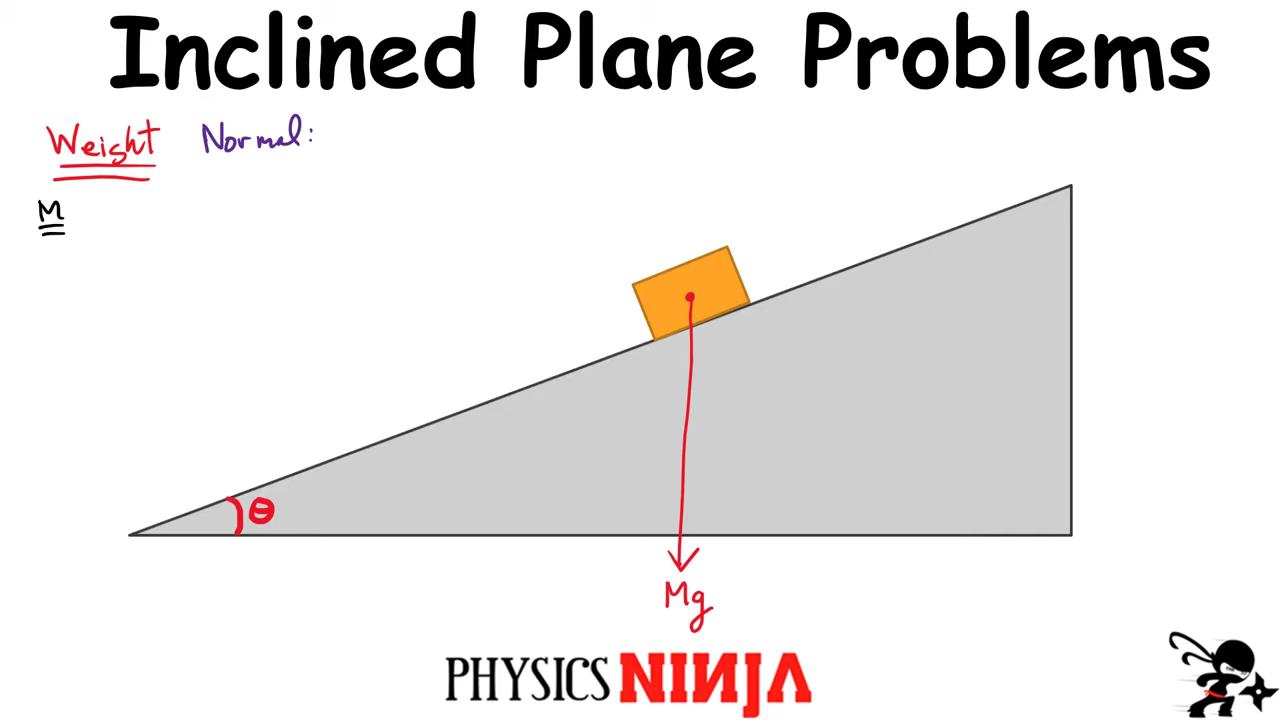 Inclined Plane Problems
Weight Normal:
M
θ
Mg
PHYSICS NINJA